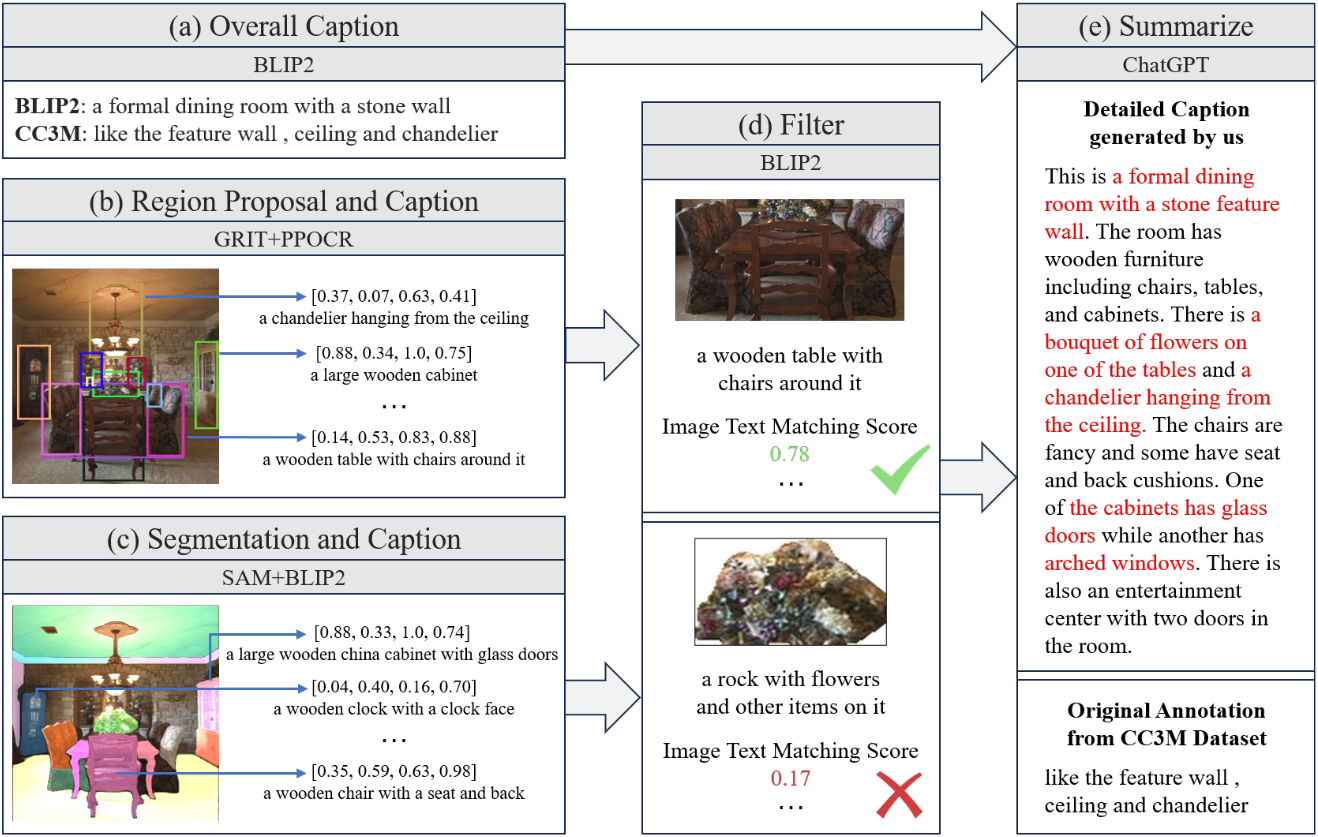 (a) Overall Caption
BLIP2
BLIP2: a formal dining room with a stone wall
CC3M: like the feature wall , ceiling and chandelier
(b) Region Proposal and Caption
GRIT+PPOCR
[0.37, 0.07, 0.63, 0.41]
a chandelier hanging from the ceiling
[0.88, 0.34, 1.0, 0.75]
a large wooden cabinet
...
[0.14, 0.53, 0.83, 0.88]
a wooden table with chairs around it
(c) Segmentation and Caption
SAM+BLIP2
[0.88, 0.33, 1.0, 0.74]
a large wooden china cabinet with glass doors
[0.04, 0.40, 0.16, 0.70]
a wooden clock with a clock face
...
[0.35, 0.59, 0.63, 0.98]
a wooden chair with a seat and back
(d) Filter
BLIP2
a wooden table with
chairs around it
Image Text Matching Score
0.78
...
a rock with flowers
and other items on it
Image Text Matching Score
0.17
...
(e) Summarize
ChatGPT
Detailed Caption
generated by us
This is a formal dining
room with a stone feature
wall. The room has
wooden furniture
including chairs, tables,
and cabinets. There is a
bouquet of flowers on
one of the tables and a
chandelier hanging from
the ceiling. The chairs are
fancy and some have seat
and back cushions. One
of the cabinets has glass
doors while another has
arched windows. There is
also an entertainment
center with two doors in
the room.
Original Annotation
from CC3M Dataset
like the feature wall ,
ceiling and chandelier